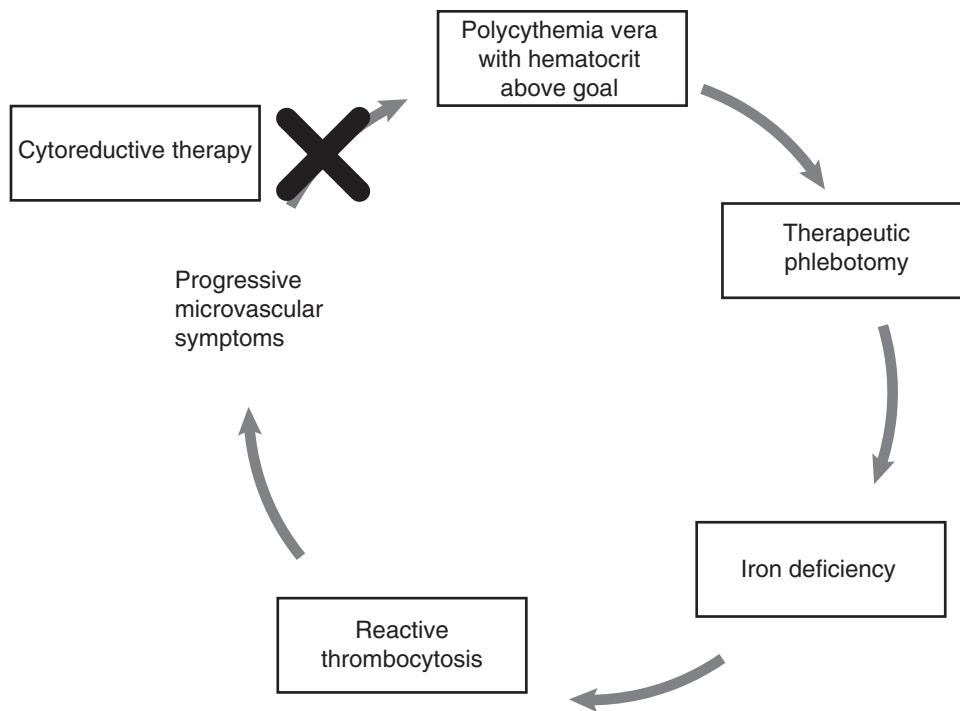 Polycythemia vera
with hematocrit
above goal
Cytoreductive therapy
Therapeutic
phlebotomy
Progressive
microvascular
symptoms
Iron deficiency
Reactive
thrombocytosis